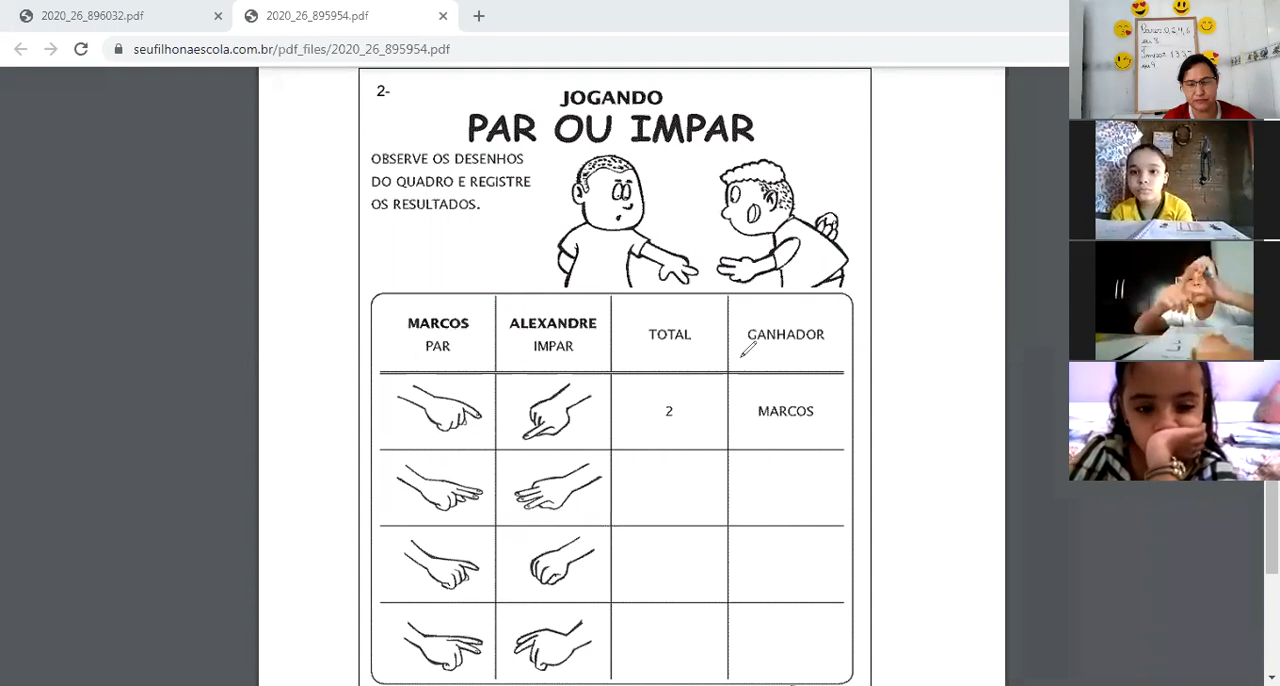 2020_26_896032.pdf
2020_26_895954.pdf
seufilhonaescola.com.br/pdf_files/2020_26_895954.pdf
2-
JOGANDO
PAR OU IMPAR
OBSERVE OS DESENHOS
DO QUADRO E REGISTRE
OS RESULTADOS.
MARCOS
PAR
ALEXANDRE
IMPAR
TOTAL
GANHADOR
2
MARCOS